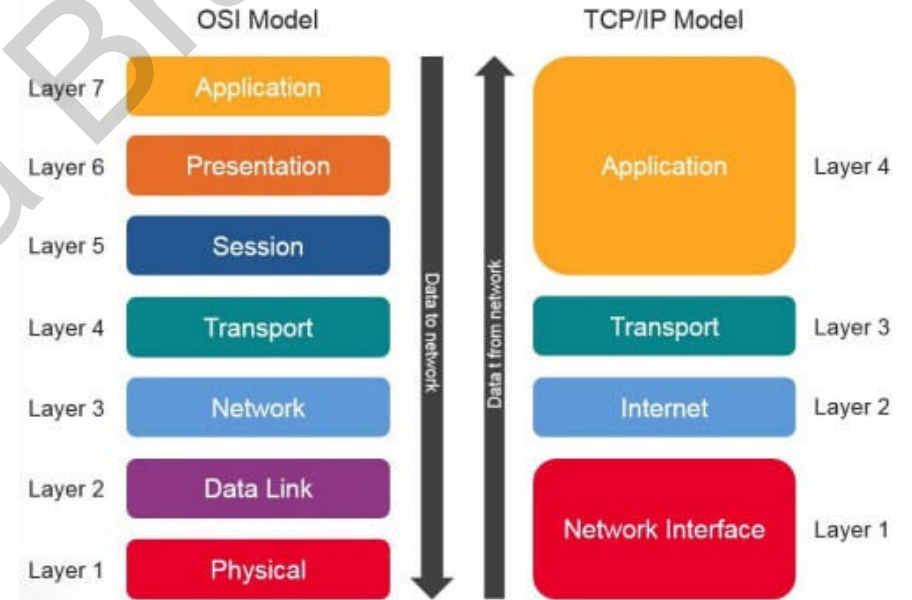 OSI Model
TCP/IP Model
Layer 7
Application
Layer 6
Presentation
Layer 5
Session
Layer 4
Transport
Layer 3
Network
Layer 2
Data Link
Layer 1
Physical
Data to network
Data t from network
Application
Layer 4
Transport
Layer 3
Internet
Layer 2
Network Interface
Layer 1